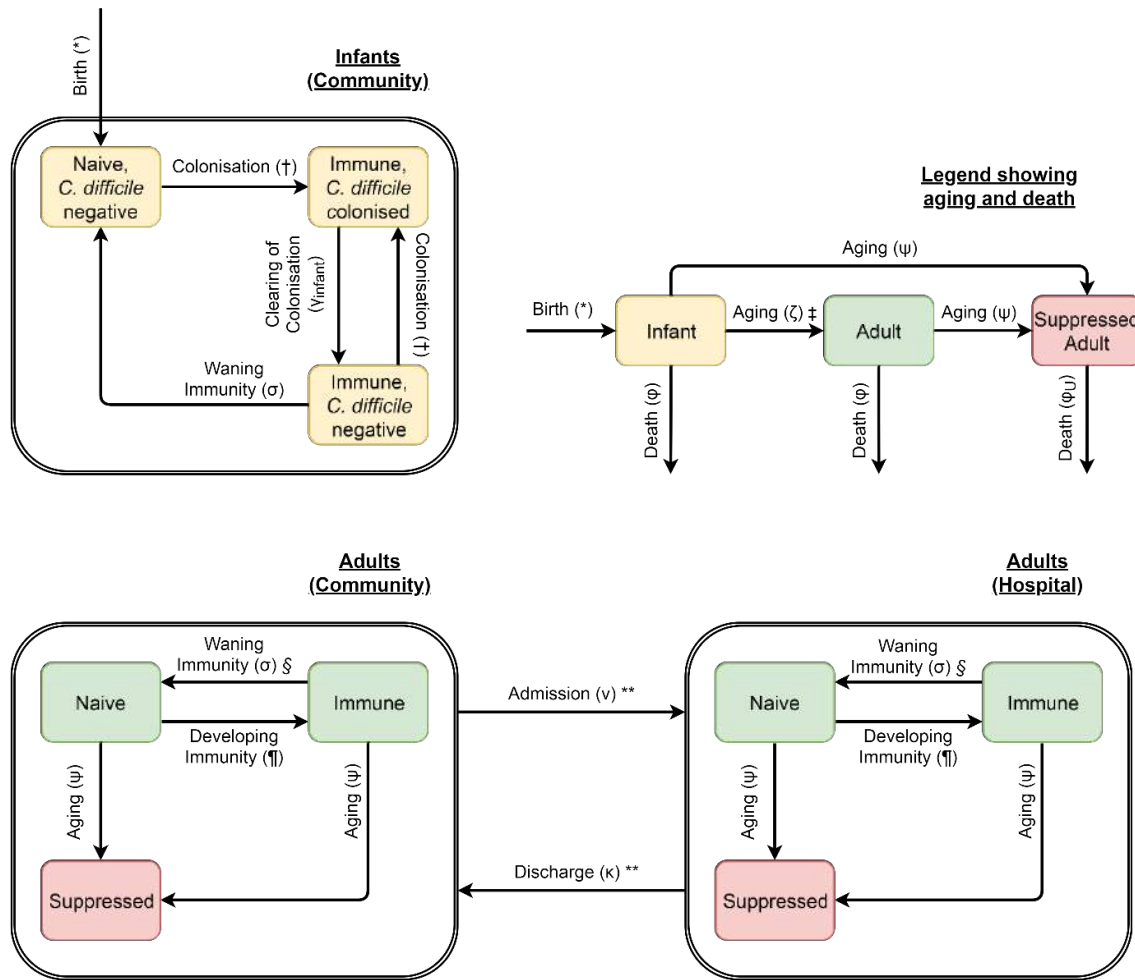 Birth (*)
Infants
(Community)
Naive,
C. difficile
negative
Colonisation (†)
Immune,
C. difficile
colonised
Clearing of
Colonisation
(γinfant)
Colonisation (†)
Waning
Immunity (σ)
Immune,
C. difficile
negative
Legend showing
aging and death
Aging (ψ)
Birth (*)
Infant
Aging (ζ) ‡
Adult
Aging (ψ)
Suppressed
Adult
Death (φ)
Death (φ)
Death (φU)
Adults
(Community)
Waning
Immunity (σ) §
Naive
Immune
Developing
Immunity (¶)
Aging (ψ)
Aging (ψ)
Suppressed
Admission (ν) **
Discharge (κ) **
Adults
(Hospital)
Waning
Immunity (σ) §
Naive
Immune
Developing
Immunity (¶)
Aging (ψ)
Aging (ψ)
Suppressed